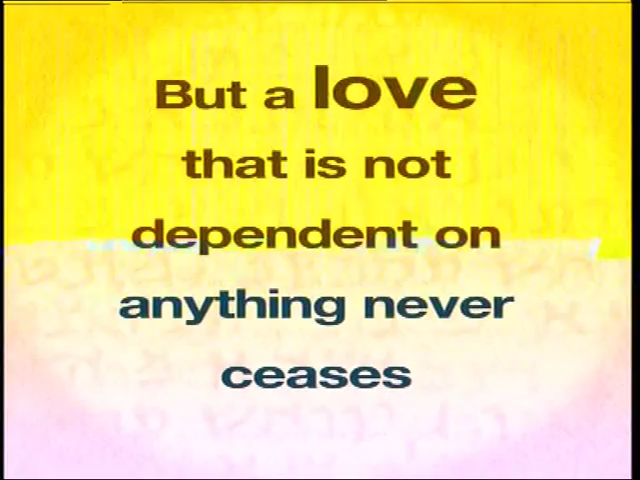 But a love
that is not
dependent on
anything never
ceases